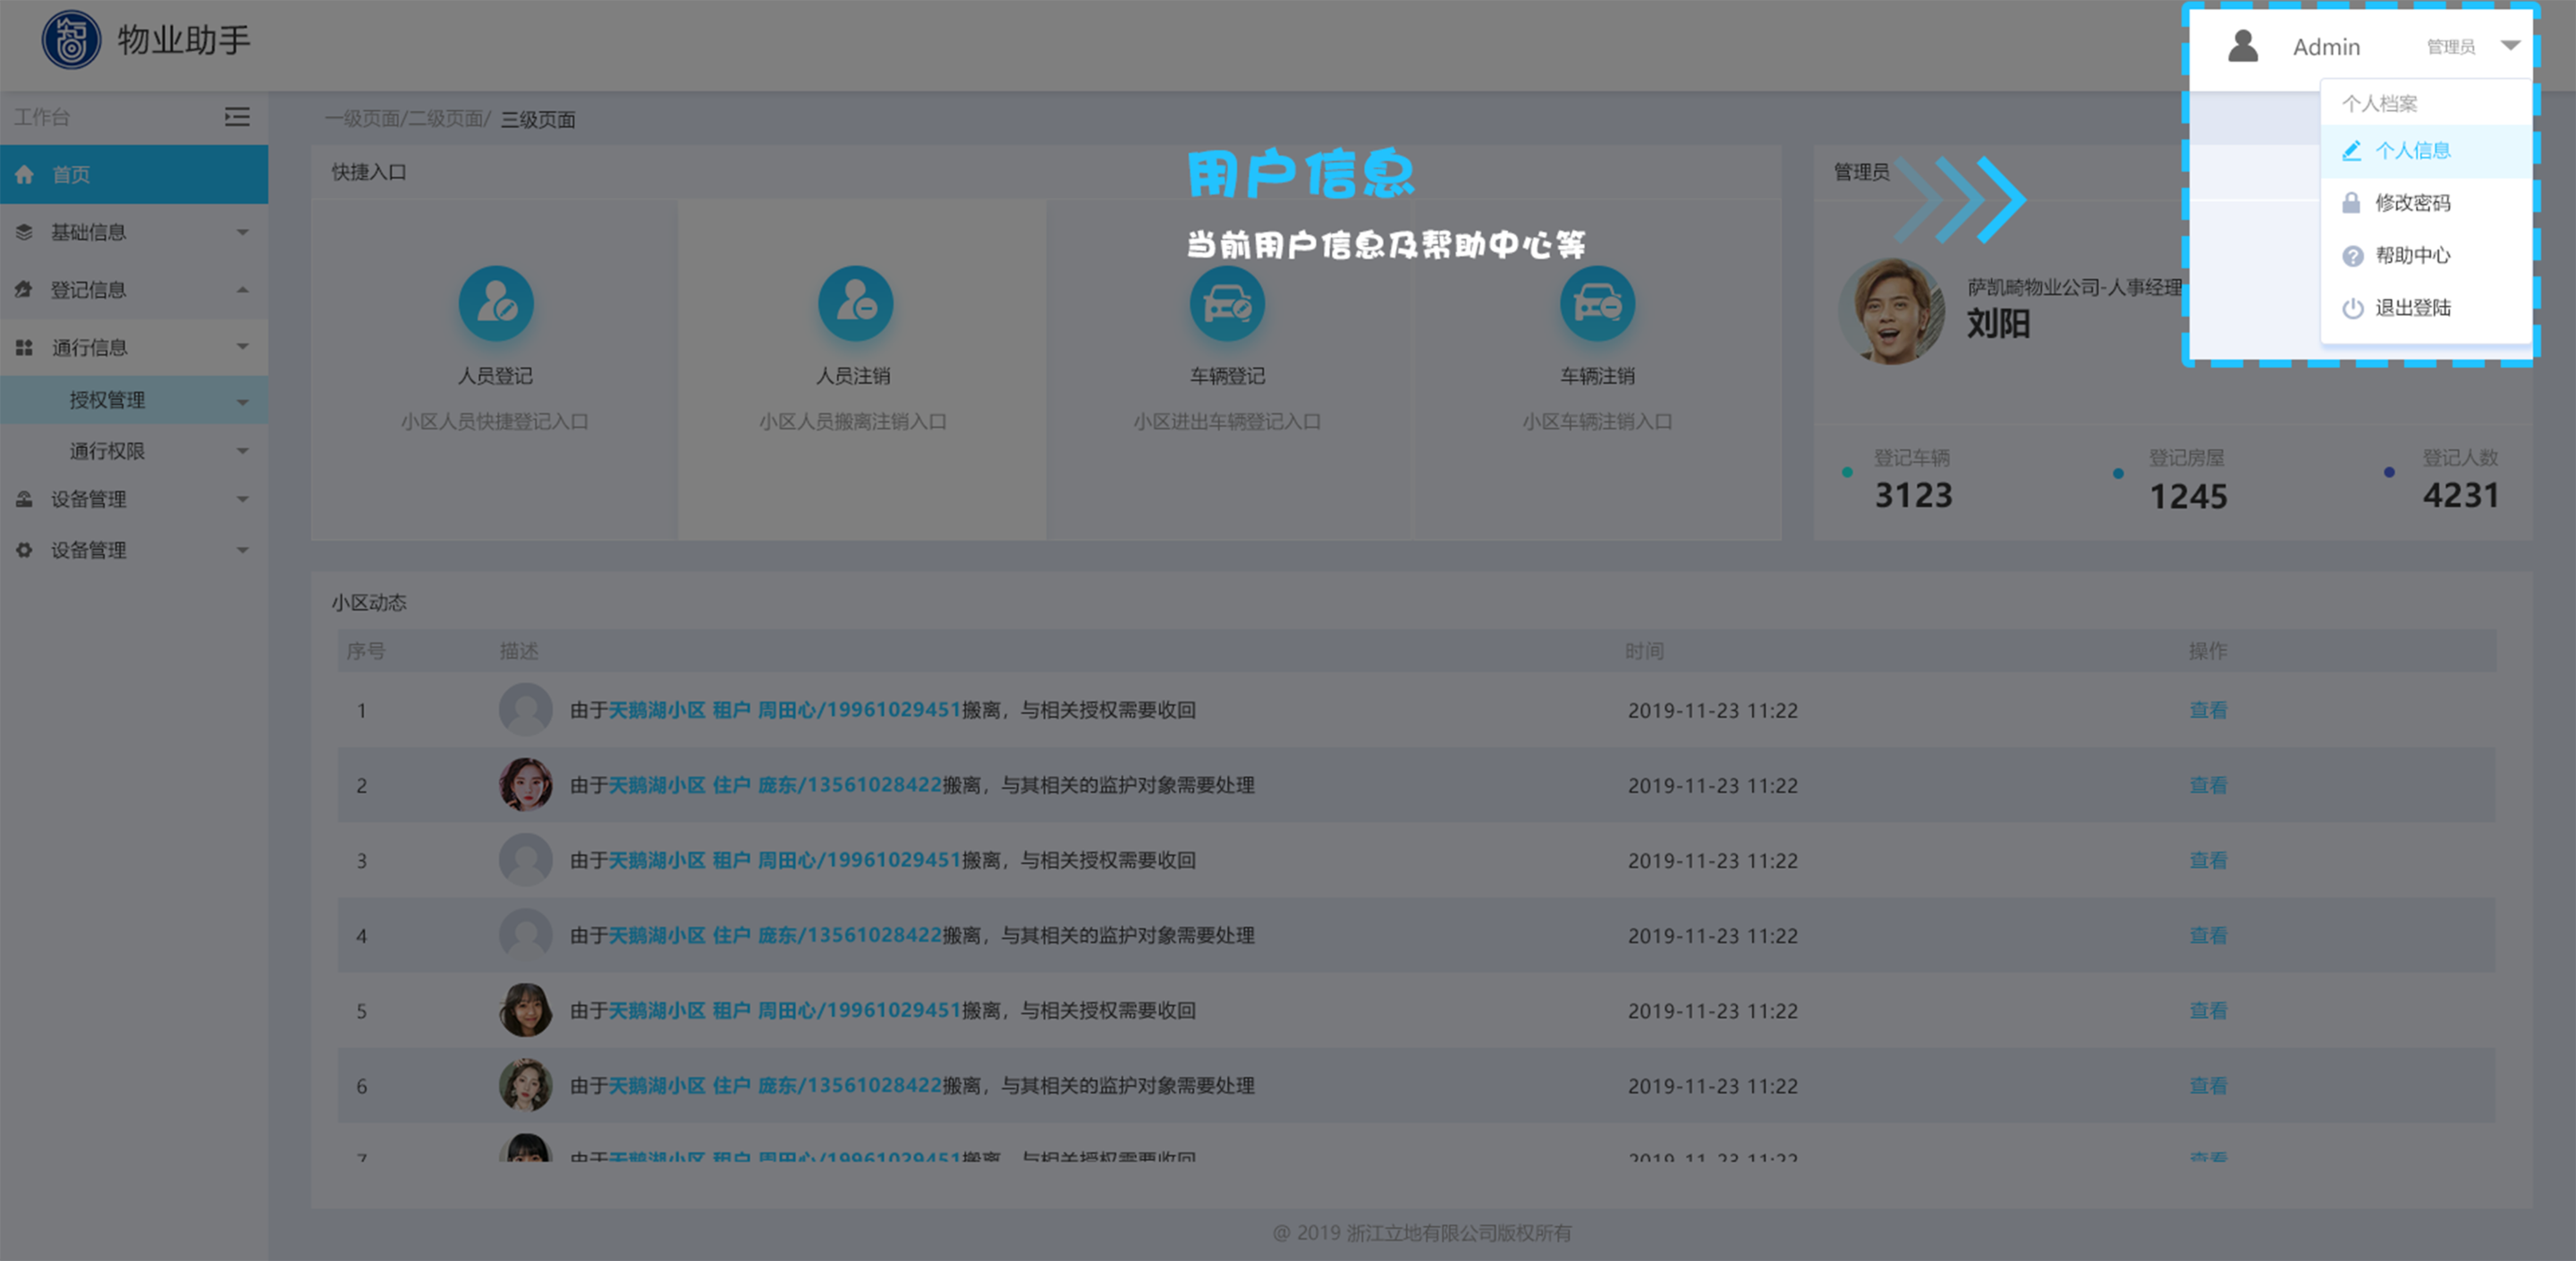 物业助手
Admin 管理员
个人档案
个人信息
修改密码
帮助中心
退出登陆
工作台
首页
基础信息
登记信息
通行信息
授权管理
通行权限
设备管理
设备管理
一级页面/二级页面/ 三级页面
用户信息
当前用户信息及帮助中心等
快捷入口
人员登记
小区人员快捷登记入口
人员注销
小区人员搬离注销入口
车辆登记
小区进出车辆登记入口
车辆注销
小区车辆注销入口
管理员
萨凯畸物业公司-人事经理
刘阳
登记车辆
3123
登记房屋
1245
登记人数
4231
小区动态
序号 描述 时间 操作
1 由于天鹅湖小区 租户 周田心/19961029451搬离，与相关授权需要收回 2019-11-23 11:22 查看
2 由于天鹅湖小区 住户 庞东/13561028422搬离，与其相关的监护对象需要处理 2019-11-23 11:22 查看
3 由于天鹅湖小区 租户 周田心/19961029451搬离，与相关授权需要收回 2019-11-23 11:22 查看
4 由于天鹅湖小区 住户 庞东/13561028422搬离，与其相关的监护对象需要处理 2019-11-23 11:22 查看
5 由于天鹅湖小区 租户 周田心/19961029451搬离，与相关授权需要收回 2019-11-23 11:22 查看
6 由于天鹅湖小区 住户 庞东/13561028422搬离，与其相关的监护对象需要处理 2019-11-23 11:22 查看
7 由于天鹅湖小区 租户 周田心/19961029451搬离，与相关授权需要收回 2019-11-23 11:22 查看
@ 2019 浙江立地有限公司版权所有